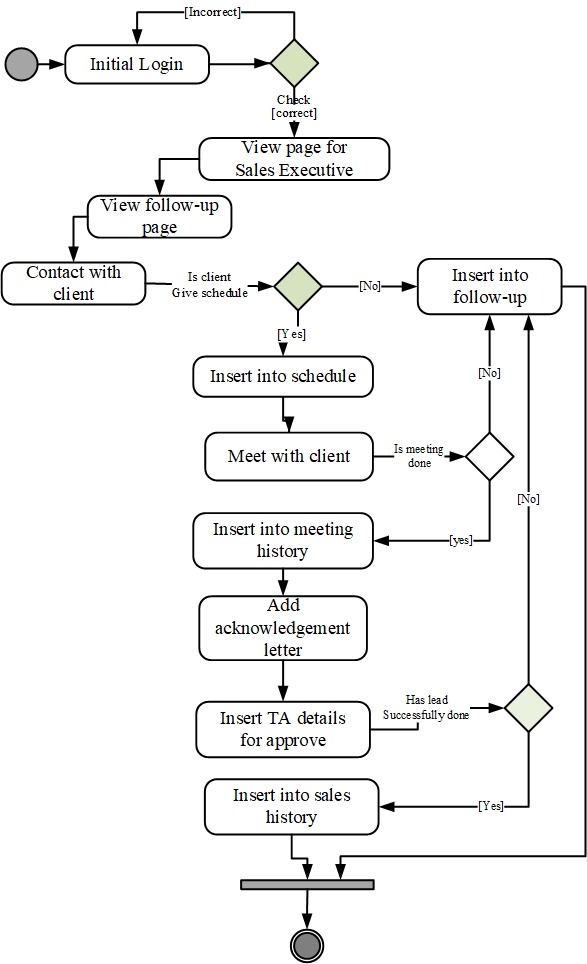 [Incorrect]
Initial Login
Check
[correct]
View page for
Sales Executive
View follow-up
page
Contact with
client
Is client
Give schedule
[No]
Insert into
follow-up
[Yes]
Insert into schedule
[No]
Meet with client
Is meeting
done
[No]
Insert into meeting
history
[yes]
Add
acknowledgement
letter
Insert TA details
for approve
Has lead
Successfully done
Insert into sales
history
[Yes]